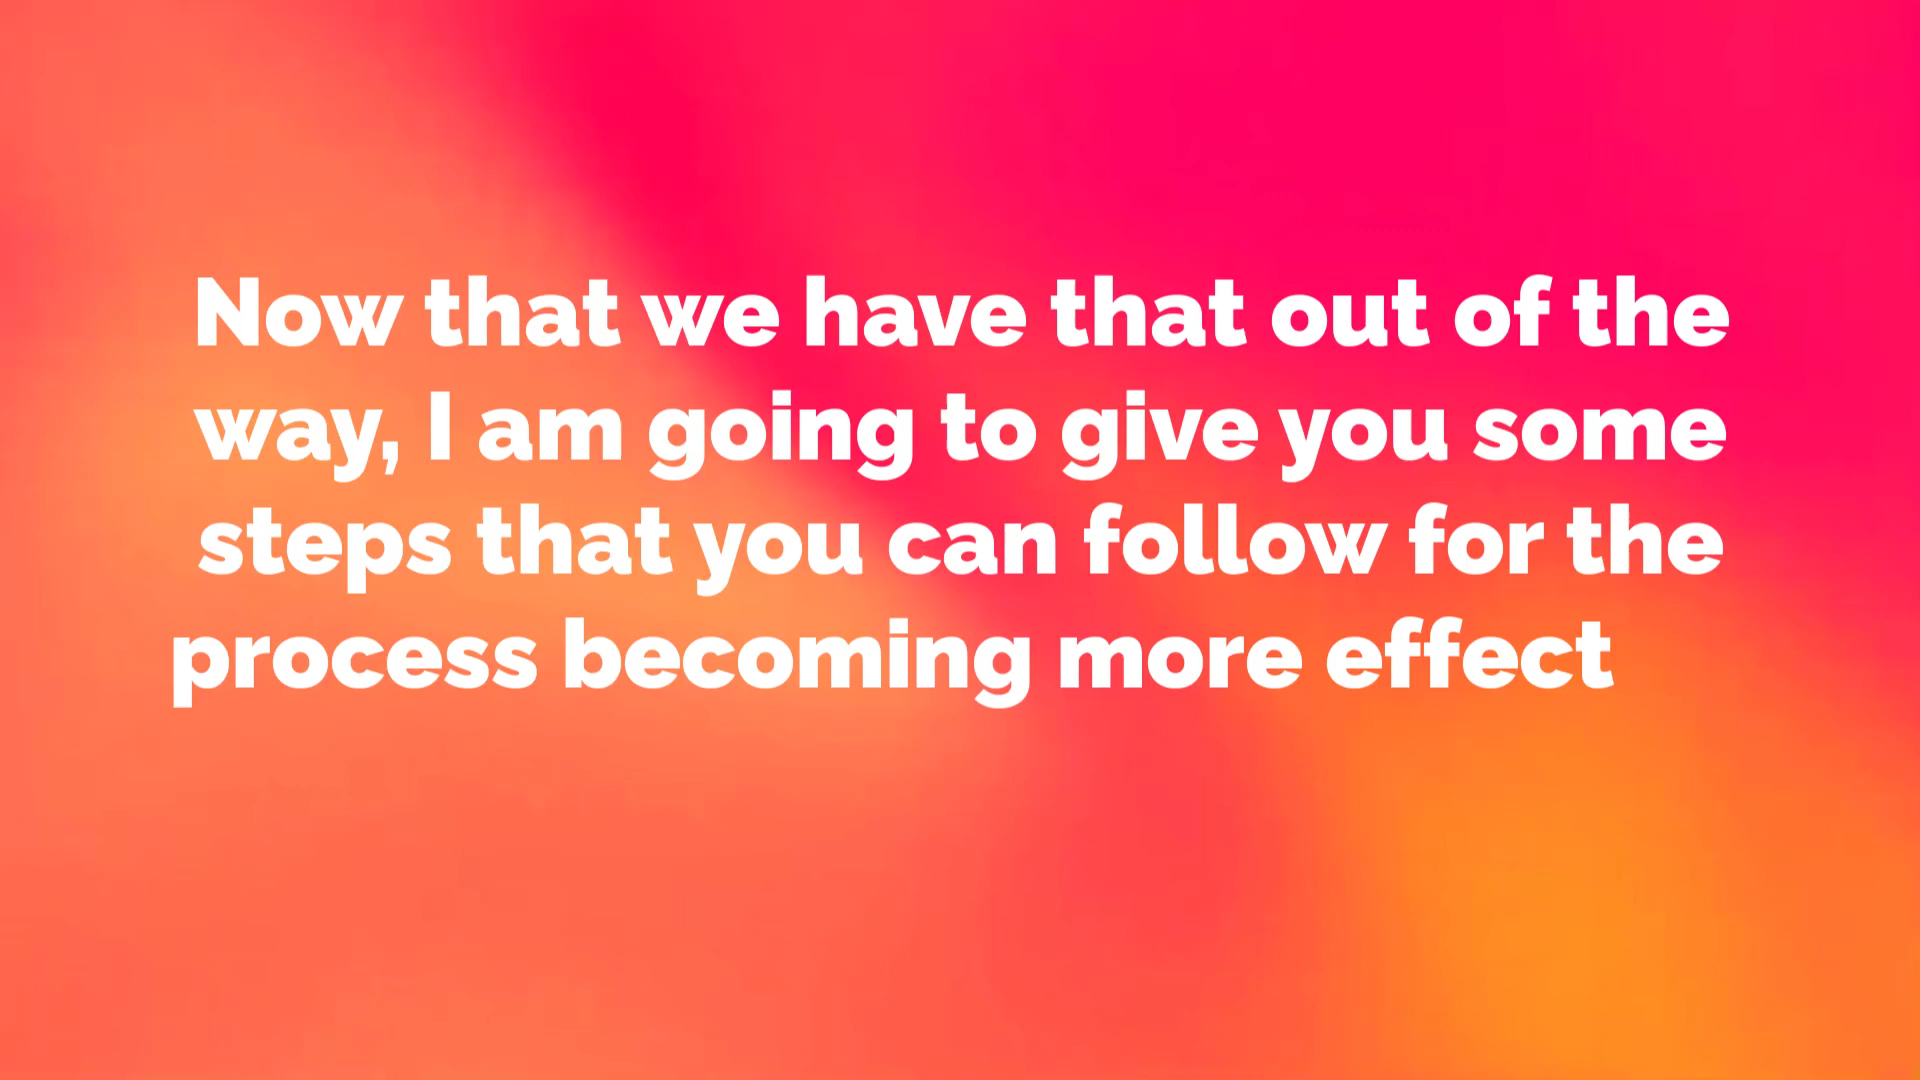 Now that we have that out of the
way, I am going to give you some
steps that you can follow for the
process becoming more effect